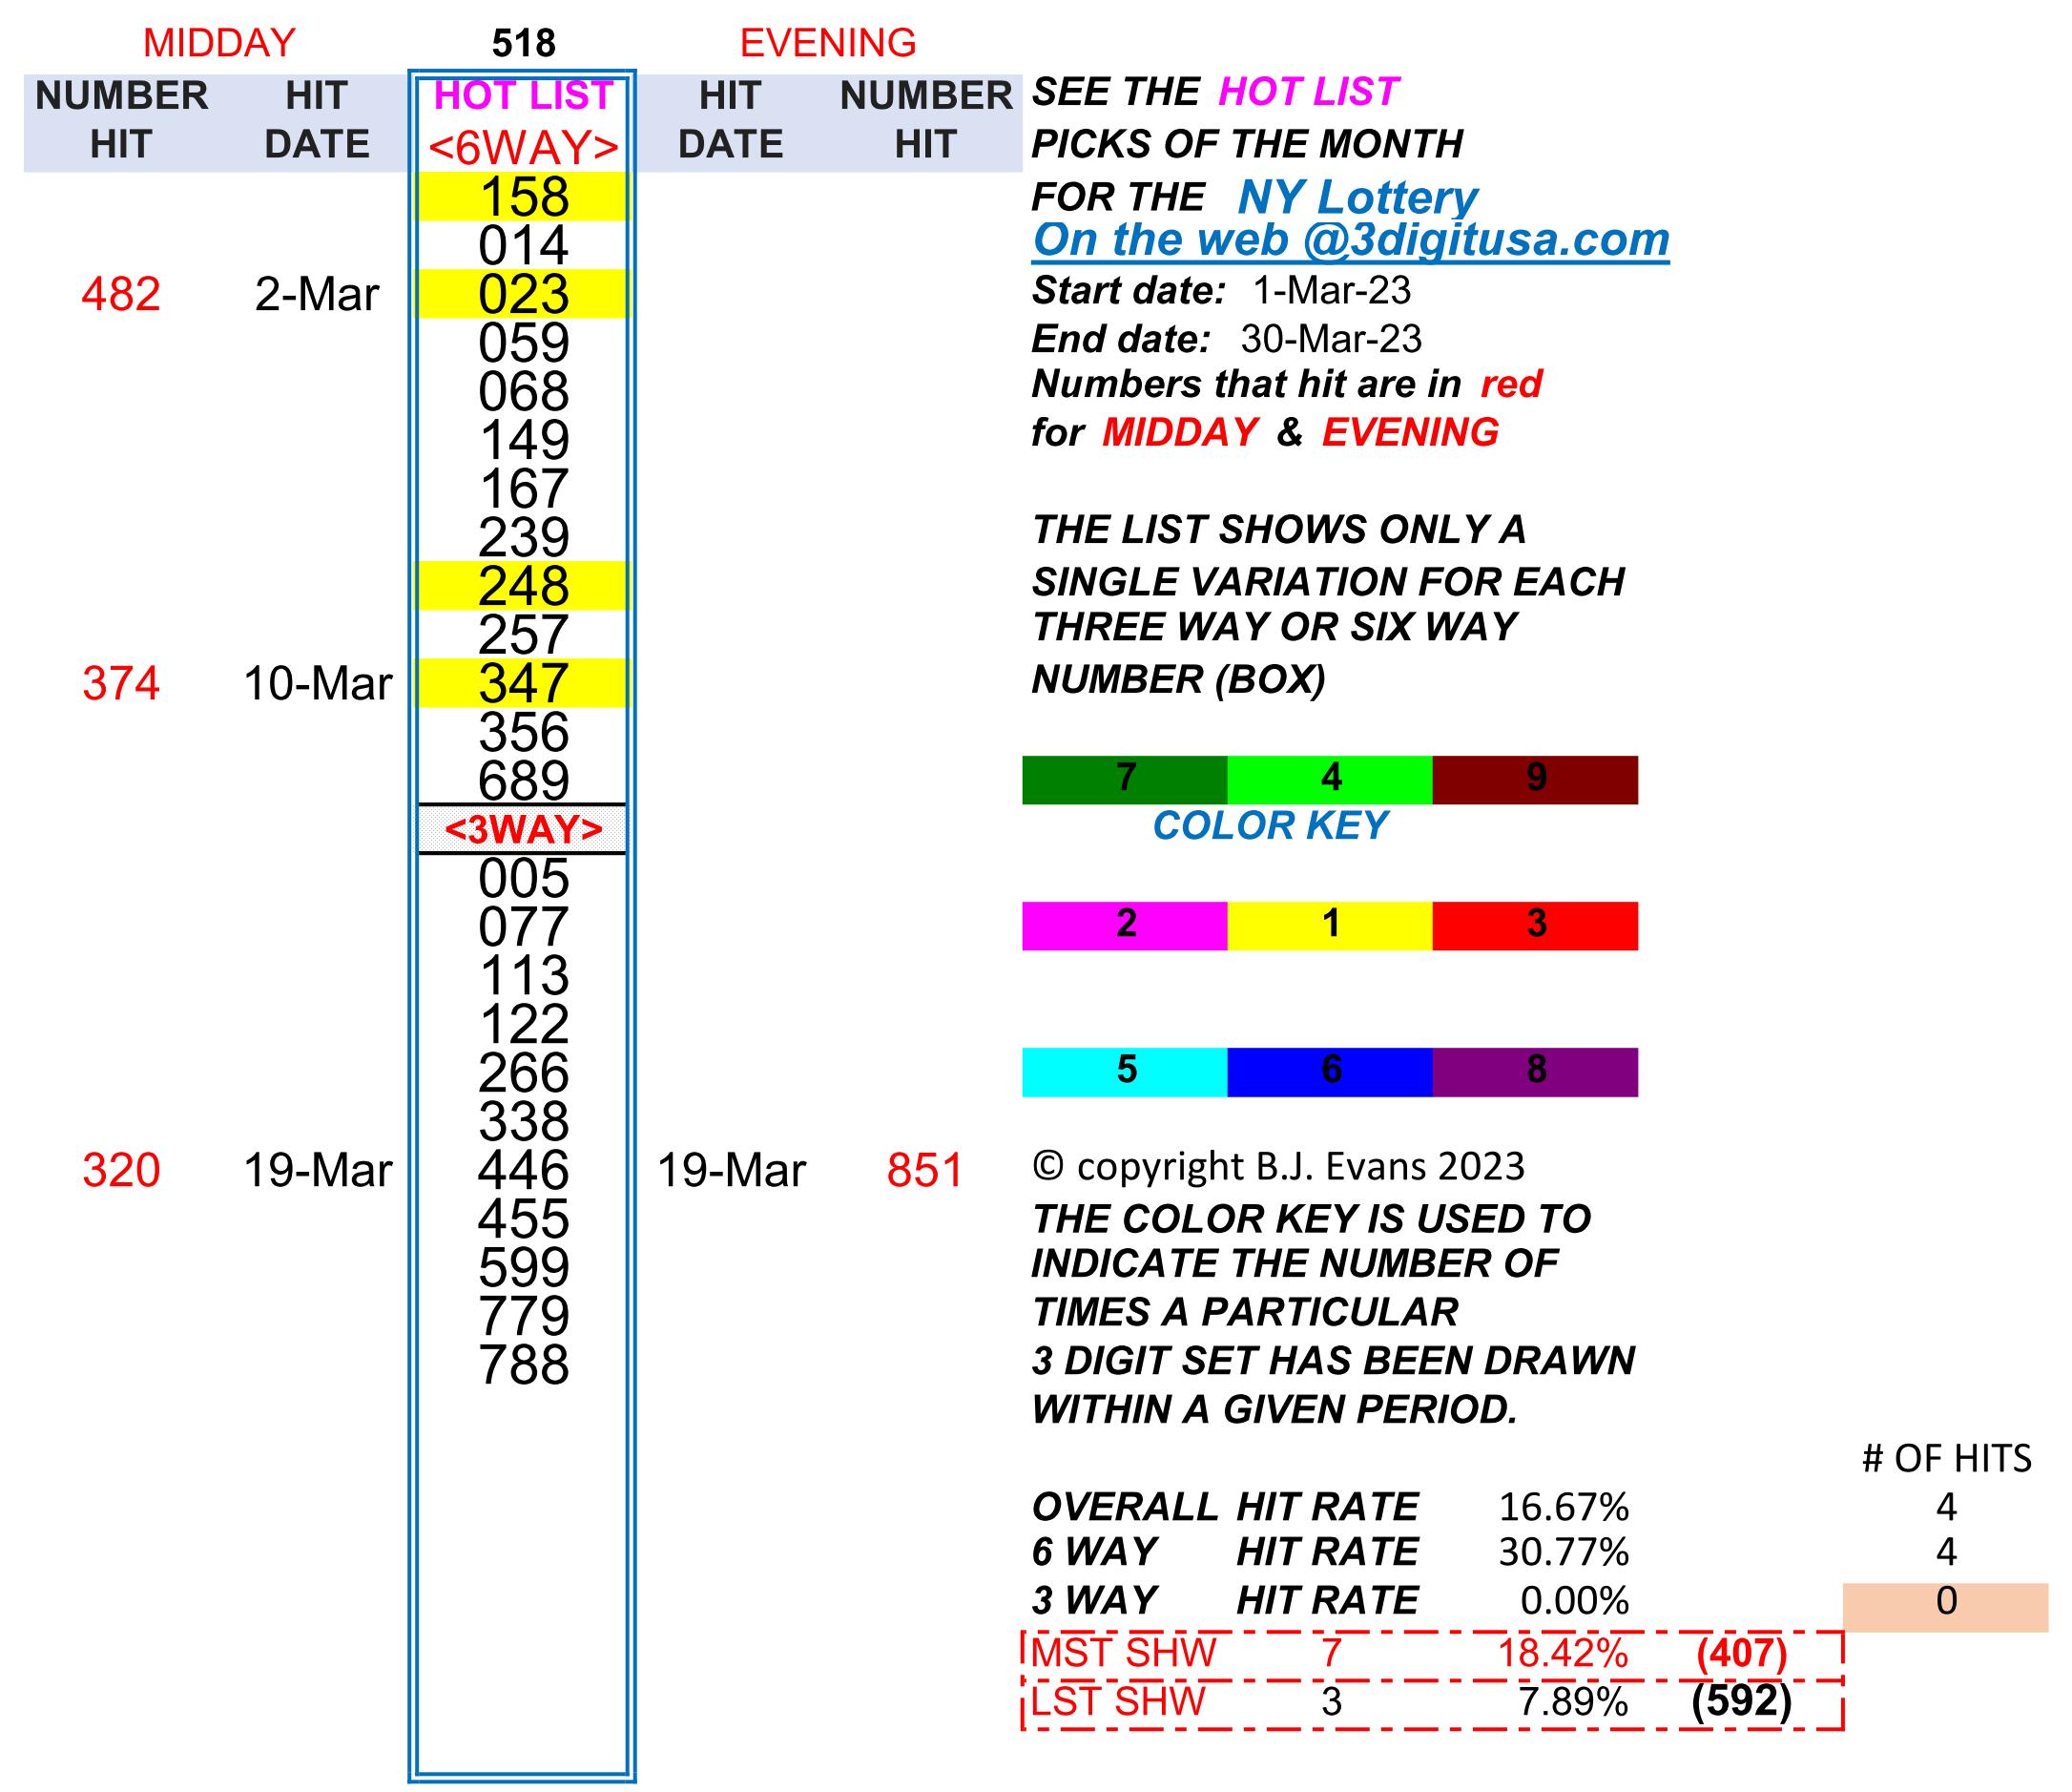 MIDDAY 518 EVENING
NUMBER HIT HOT LIST HIT NUMBER SEE THE HOT LIST
HIT DATE <6WAY> DATE HIT PICKS OF THE MONTH
158 FOR THE NY Lottery
014 On the web @3digitusa.com
482 2-Mar 023 Start date: 1-Mar-23
059 End date: 30-Mar-23
068 Numbers that hit are in red
149 for MIDDAY & EVENING
167
239 THE LIST SHOWS ONLY A
248 SINGLE VARIATION FOR EACH
257 THREE WAY OR SIX WAY
374 10-Mar 347 NUMBER (BOX)
356
689 7 4 9
<3WAY> COLOR KEY
005
077 2 1 3
113
122
266 5 6 8
338
320 19-Mar 446 19-Mar 851 © copyright B.J. Evans 2023
455 THE COLOR KEY IS USED TO
599 INDICATE THE NUMBER OF
779 TIMES A PARTICULAR
788 3 DIGIT SET HAS BEEN DRAWN
WITHIN A GIVEN PERIOD.
# OF HITS
OVERALL HIT RATE 16.67% 4
6 WAY HIT RATE 30.77% 4
3 WAY HIT RATE 0.00% 0
MST SHW 7 18.42% (407)
LST SHW 3 7.89% (592)